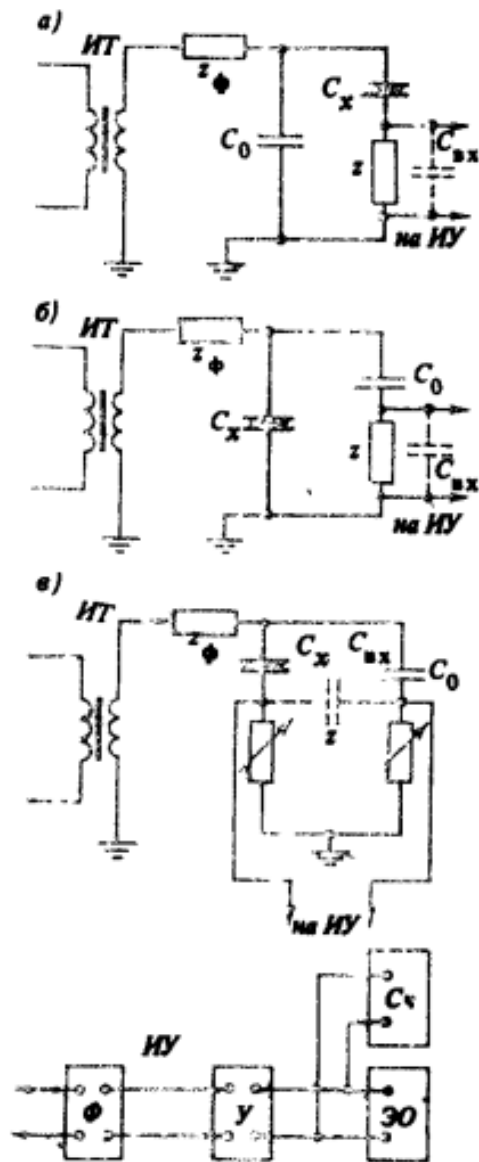 а)
ИТ
z Ф
C x
C 0
z
C вх
на ИУ
б)
ИТ
z Ф
C 0
C x
z
C вх
на ИУ
в)
ИТ
z Ф
C x
C вх
C 0
z
на ИУ
Сч
ИУ
Ф
У
ЭО